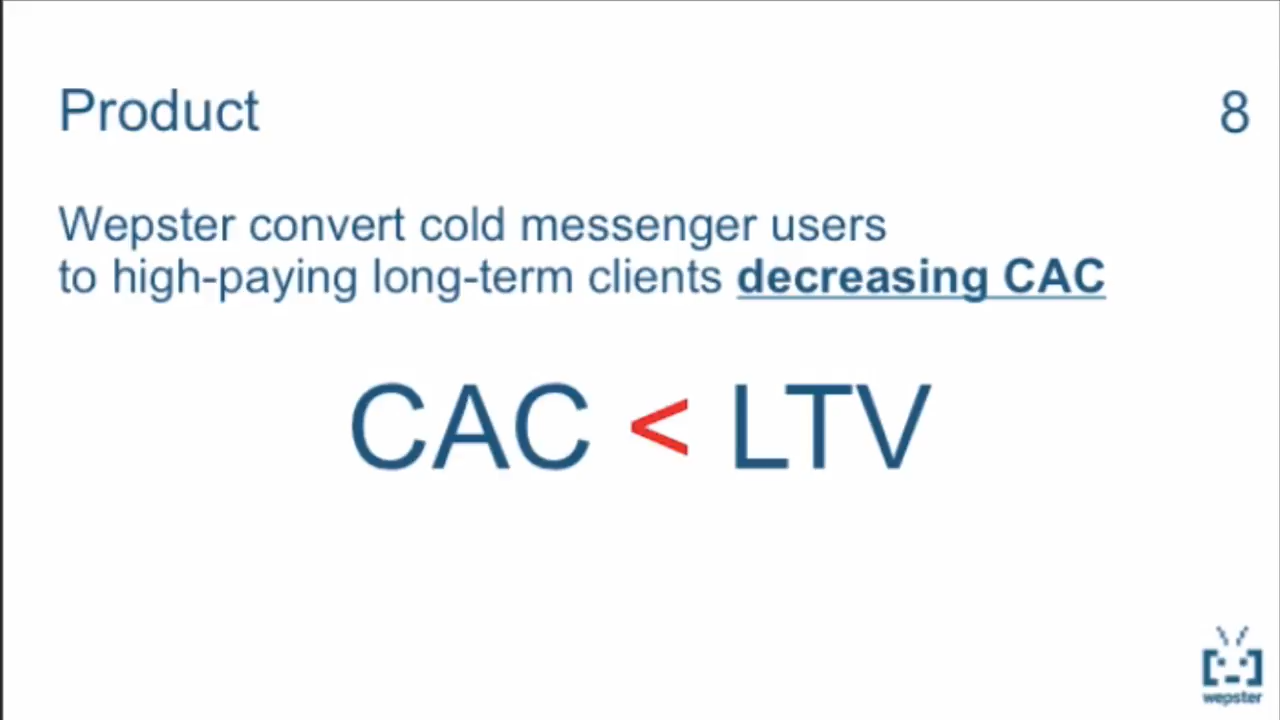 Product
8
Wepster convert cold messenger users
to high-paying long-term clients decreasing CAC
CAC < LTV
wepster